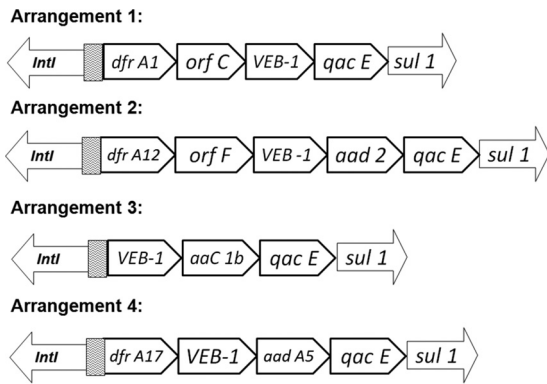 Arrangement 1:
IntI dfr A1 orf C VEB-1 qac E sul 1
Arrangement 2:
IntI dfr A12 orf F VEB -1 aad 2 qac E sul 1
Arrangement 3:
IntI VEB-1 aaC 1b qac E sul 1
Arrangement 4:
IntI dfr A17 VEB-1 aad A5 qac E sul 1